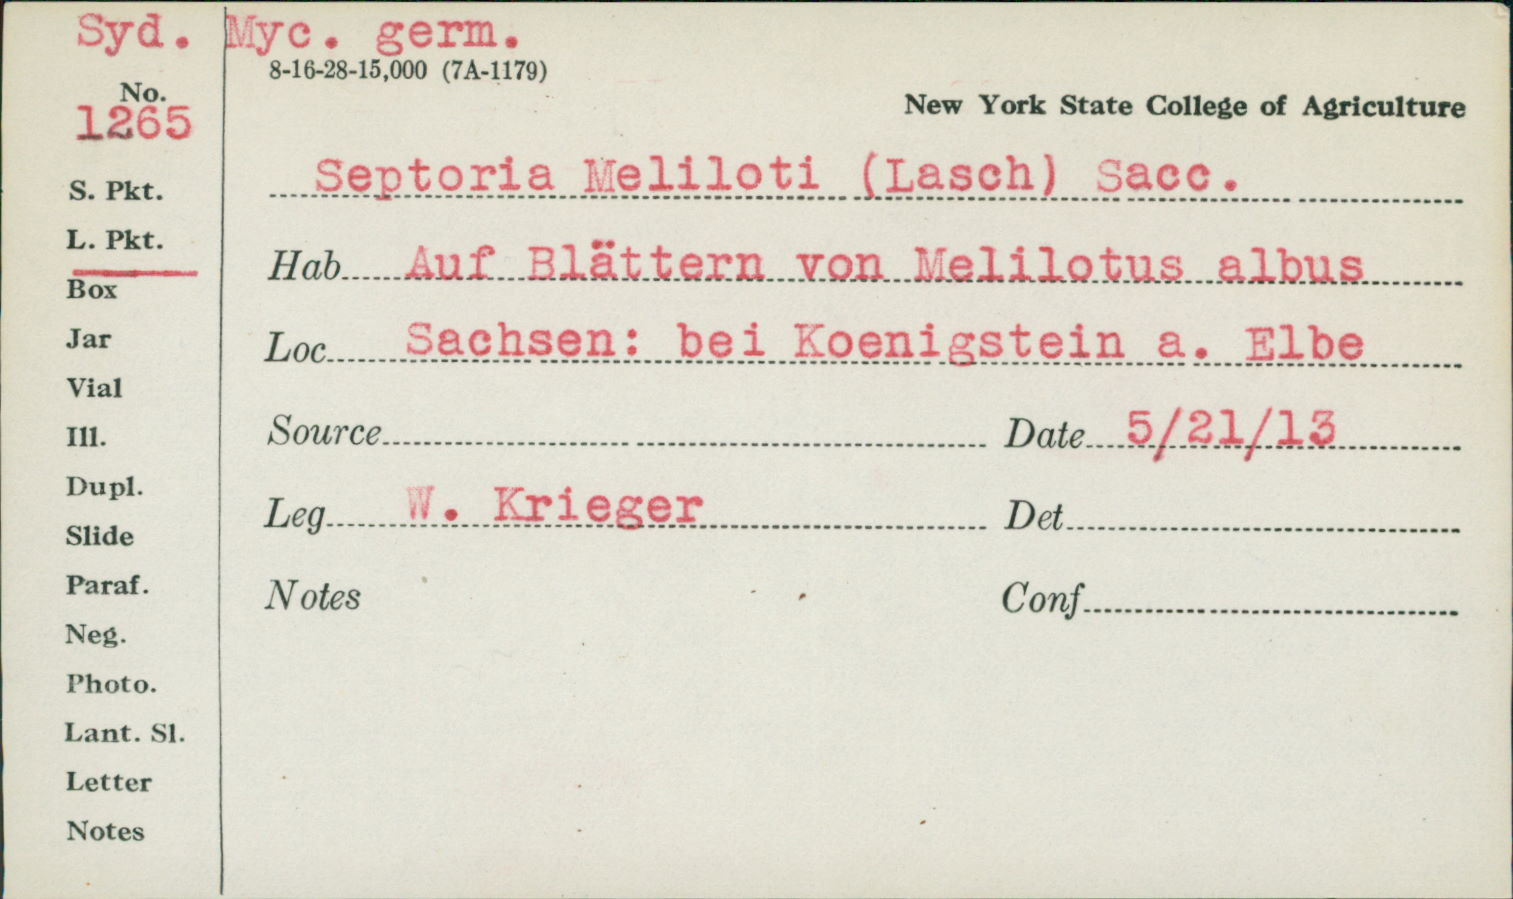 Syd. Myc. germ.
8-16-28-15,000 (7A-1179)
No.
1265
New York State College of Agriculture
Septoria Meliloti (Lasch) Sacc.
S. Pkt.
L. Pkt.
Hab Auf Blättern von Melilotus albus
Box
Jar
Loc Sachsen: bei Koenigstein a. Elbe
Vial
Ill.
Source Date 5/21/13
Dupl.
Leg W. Krieger Det
Slide
Paraf.
Notes Conf
Neg.
Photo.
Lant. Sl.
Letter
Notes